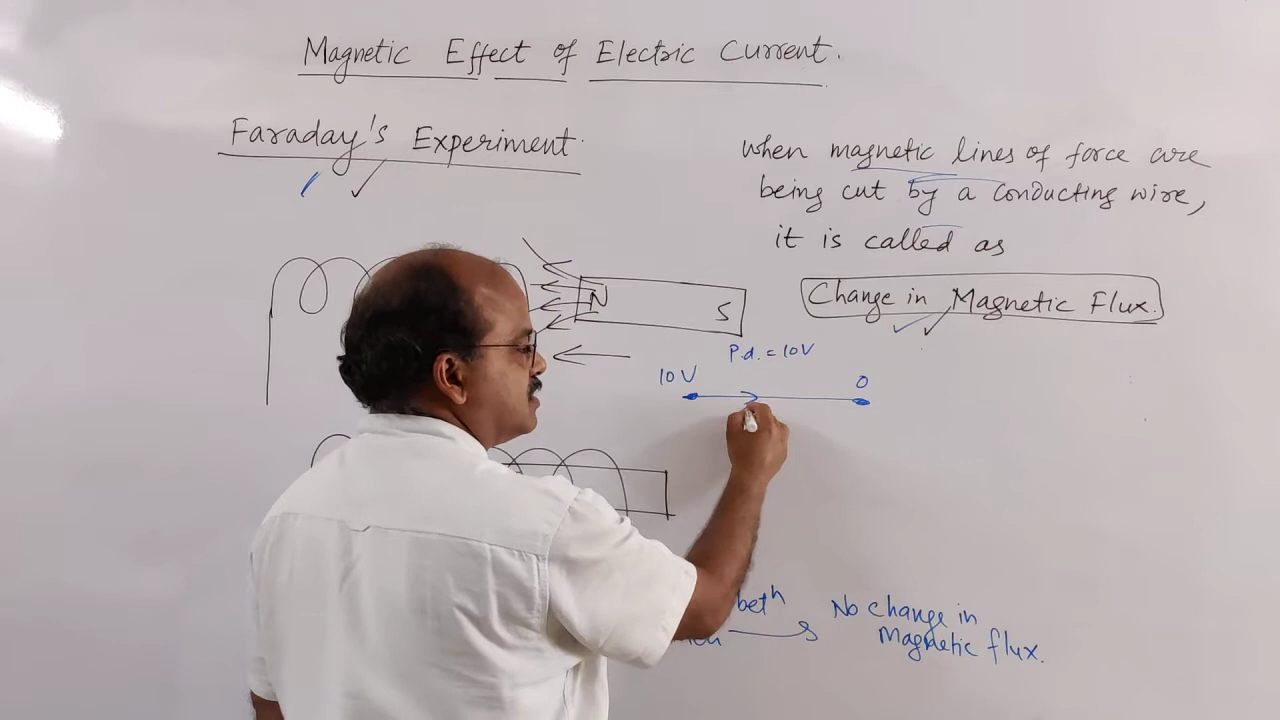 Magnetic Effect of Electric Current.
Faraday's Experiment
when magnetic lines of force are
being cut by a conducting wire,
it is called as
Change in Magnetic Flux.
N
S
P.d. = 10V
10V
0
beth
No change in
Magnetic flux.